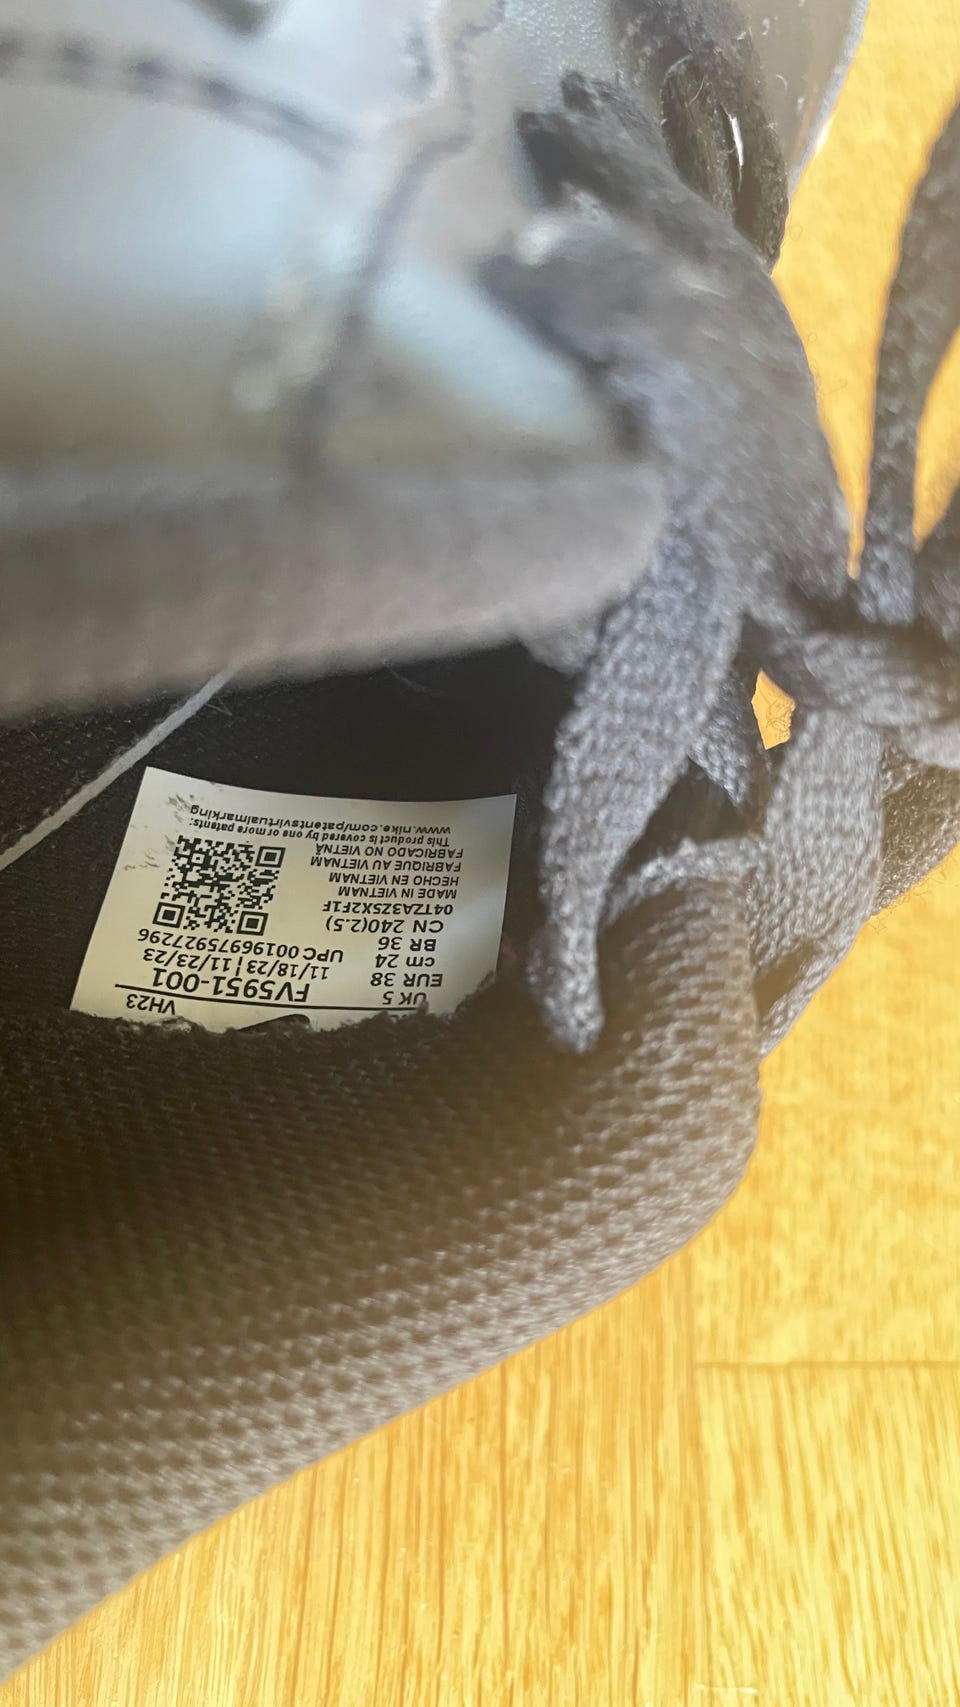 VH23
UK 5
EUR 38
cm 24
BR 36
CN 240(2.5)
FV5951-001
11/18/23 | 11/23/23
UPC 00196975927296
04TZA3Z5X2F1F
MADE IN VIETNAM
HECHO EN VIETNAM
FABRIQUE AU VIETNAM
FABRICADO NO VIETNÃ
This product is covered by one or more patents:
www.nike.com/patentsvirtualmarking